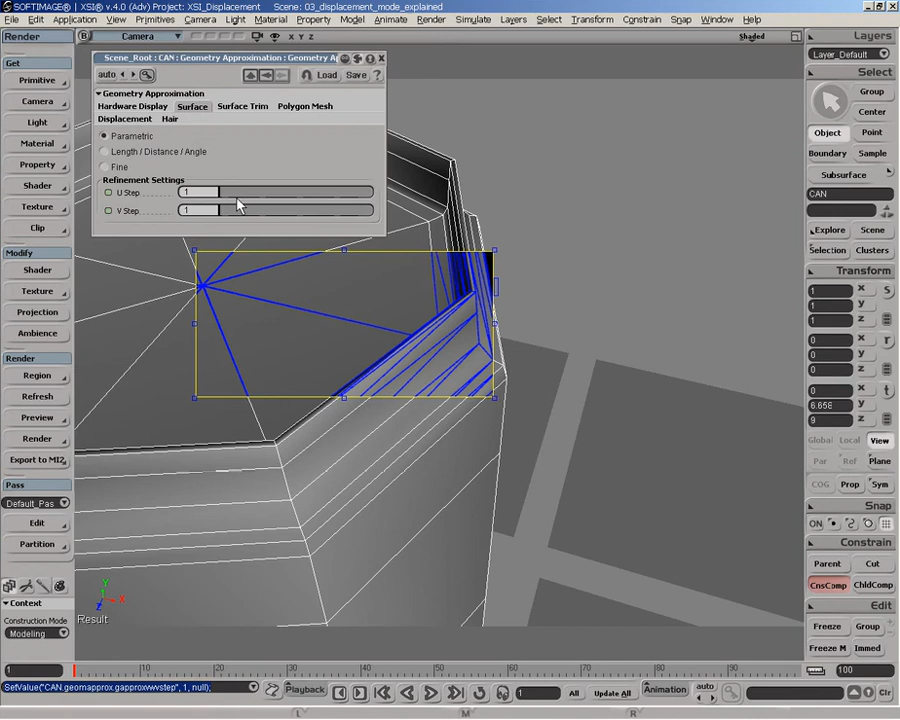 SOFTIMAGE® | XSI® v.4.0 (Adv) Project: XSI_Displacement Scene: 03_displacement_mode_explained
File Edit View Primitives Camera Light Material Property Model Animate Simulate Layers Select Transform Constrain Snap Window Help
Render
B Camera X Y Z Shaded
Layers
Layer_Default
Get
Primitive
Camera
Light
Material
Property
Shader
Texture
Clip
Modify
Shader
Texture
Projection
Ambience
Render
Region
Refresh
Preview
Render
Export to MI2
Pass
Default_Pas
Edit
Partition
Context
Construction Mode
Modeling
Scene_Root : CAN : Geometry Approximation : Geometry A
auto Load Save ?
Geometry Approximation
Hardware Display Surface Surface Trim Polygon Mesh
Displacement Hair
Parametric
Length / Distance / Angle
Fine
Refinement Settings
U Step 1
V Step 1
Y
X
Z
Result
Select
Group
Center
Object Point
Boundary Sample
Subsurface
CAN
Explore Scene
Selection Clusters
Transform
1 x s
1 y
1 z
0 x r
0 y
0 z
0 x t
6.658 y
9 z
Global Local View
Par Ref Plane
COG Prop Sym
Snap
ON
Constrain
Parent Cut
CnsComp ChldComp
Edit
Freeze Group
Freeze M Immed
1 10 20 30 40 50 60 70 80 90 100
SetValue("CAN.geomapprox.gapproxwvstep", 1, null);
Playback 1 All Update All Animation auto Clr
L M R